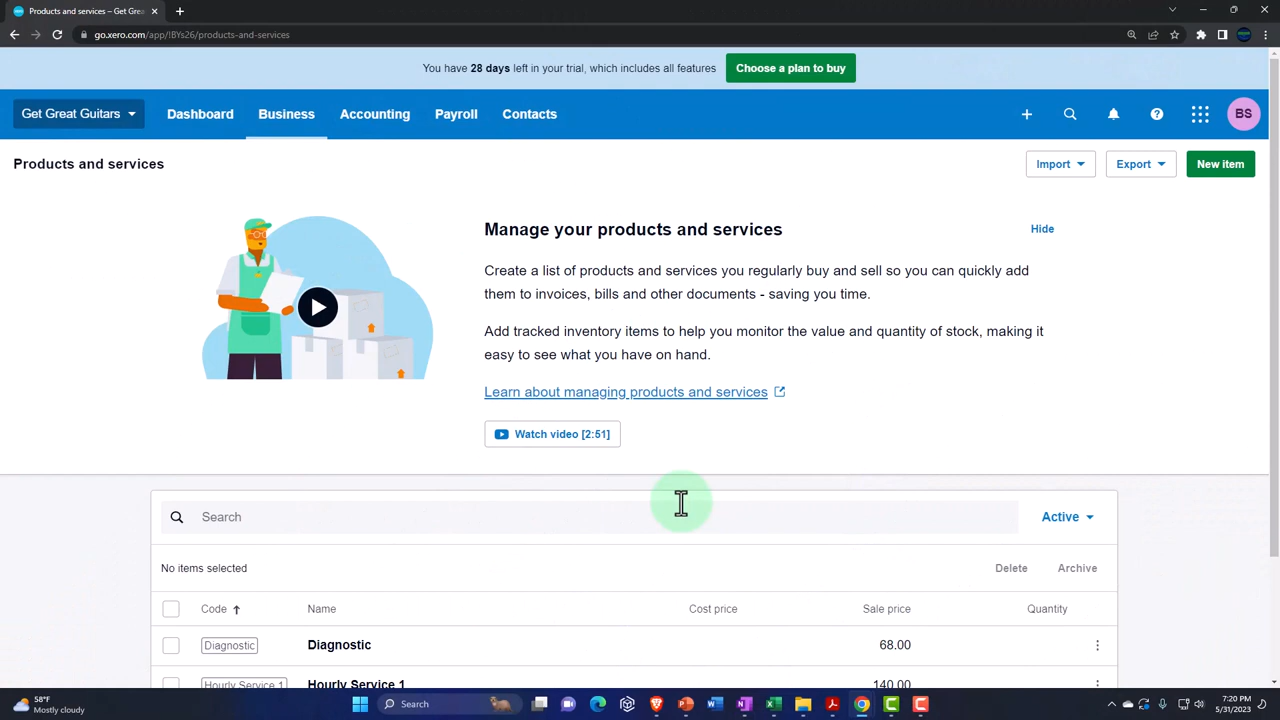 Products and services – Get Grea
go.xero.com/app/!BYs26/products-and-services
You have 28 days left in your trial, which includes all features
Choose a plan to buy
Get Great Guitars
Dashboard
Business
Accounting
Payroll
Contacts
BS
Products and services
Import
Export
New item
Manage your products and services
Hide
Create a list of products and services you regularly buy and sell so you can quickly add
them to invoices, bills and other documents - saving you time.
Add tracked inventory items to help you monitor the value and quantity of stock, making it
easy to see what you have on hand.
Learn about managing products and services
Watch video [2:51]
Search
Active
No items selected
Delete
Archive
Code
Name
Cost price
Sale price
Quantity
Diagnostic
Diagnostic
68.00
Hourly Service 1
Hourly Service 1
140.00
58°F
Mostly cloudy
Search
7:20 PM
5/31/2023